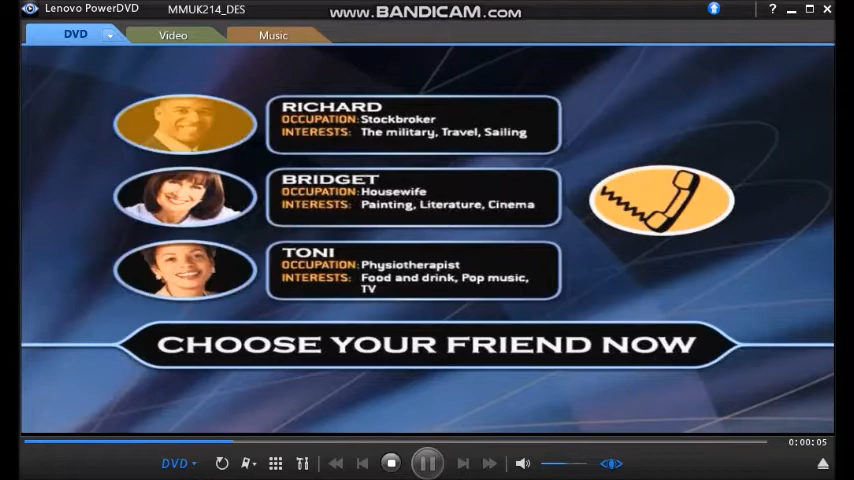 Lenovo PowerDVD
MMUK214_DES
www.BANDICAM.com
?
DVD
Video
Music
RICHARD
OCCUPATION: Stockbroker
INTERESTS: The military, Travel, Sailing
BRIDGET
OCCUPATION: Housewife
INTERESTS: Painting, Literature, Cinema
TONI
OCCUPATION: Physiotherapist
INTERESTS: Food and drink, Pop music,
TV
CHOOSE YOUR FRIEND NOW
0:00:05
DVD